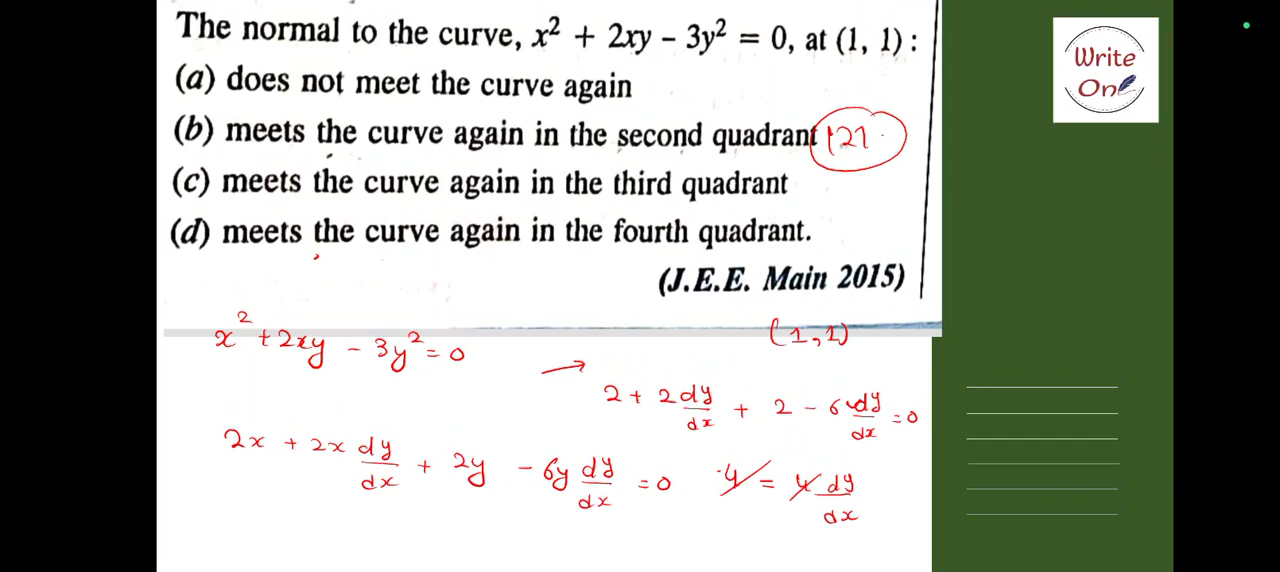 The normal to the curve, x² + 2xy – 3y² = 0, at (1, 1) :
(a) does not meet the curve again
(b) meets the curve again in the second quadrant 121
(c) meets the curve again in the third quadrant
(d) meets the curve again in the fourth quadrant.
(J.E.E. Main 2015)
Write
On
x² + 2xy - 3y² = 0
(1,1)
2 + 2 dy/dx + 2 - 6 dy/dx = 0
2x + 2x dy/dx + 2y - 6y dy/dx = 0
4 = 4 dy/dx